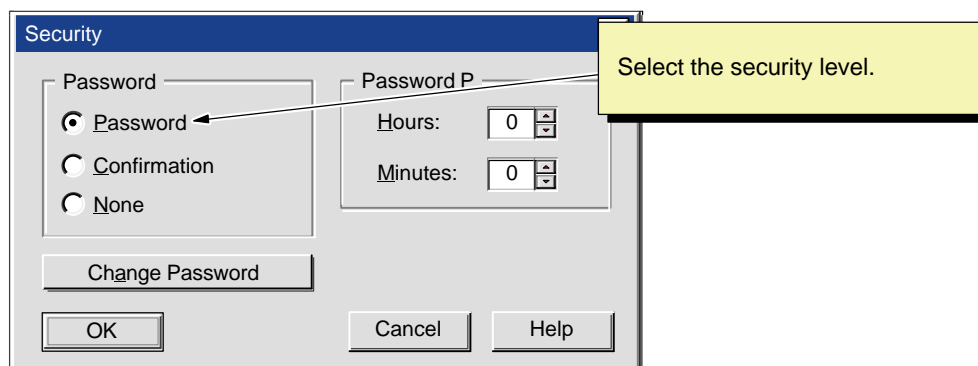 Security
Select the security level.
Password
Password
Confirmation
None
Password P
Hours: 0
Minutes: 0
Change Password
OK
Cancel
Help